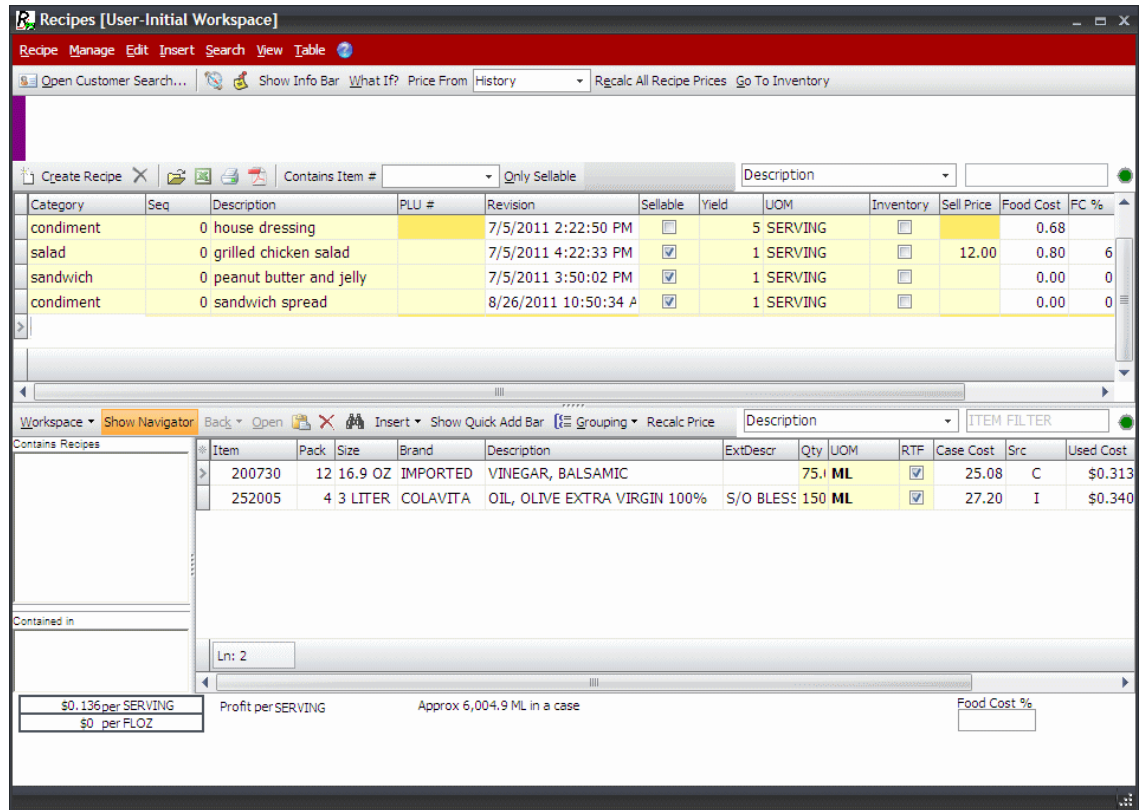 Recipes [User-Initial Workspace]
Recipe Manage Edit Insert Search View Table ?
Open Customer Search... Show Info Bar What If? Price From History Recalc All Recipe Prices Go To Inventory
Create Recipe Contains Item # Only Sellable Description
Category Seq Description PLU # Revision Sellable Yield UOM Inventory Sell Price Food Cost FC %
condiment 0 house dressing 7/5/2011 2:22:50 PM 5 SERVING 0.68
salad 0 grilled chicken salad 7/5/2011 4:22:33 PM 1 SERVING 12.00 0.80 6
sandwich 0 peanut butter and jelly 7/5/2011 3:50:02 PM 1 SERVING 0.00 0
condiment 0 sandwich spread 8/26/2011 10:50:34 A 1 SERVING 0.00 0
Workspace Show Navigator Back Open Insert Show Quick Add Bar Grouping Recalc Price Description ITEM FILTER
Contains Recipes
Item Pack Size Brand Description ExtDescr Qty UOM RTF Case Cost Src Used Cost
200730 12 16.9 OZ IMPORTED VINEGAR, BALSAMIC 75.( ML 25.08 C $0.313
252005 4 3 LITER COLAVITA OIL, OLIVE EXTRA VIRGIN 100% S/O BLESS 150 ML 27.20 I $0.340
Contained in
Ln: 2
$0.136 per SERVING Profit per SERVING Approx 6,004.9 ML in a case Food Cost %
$0 per FLOZ